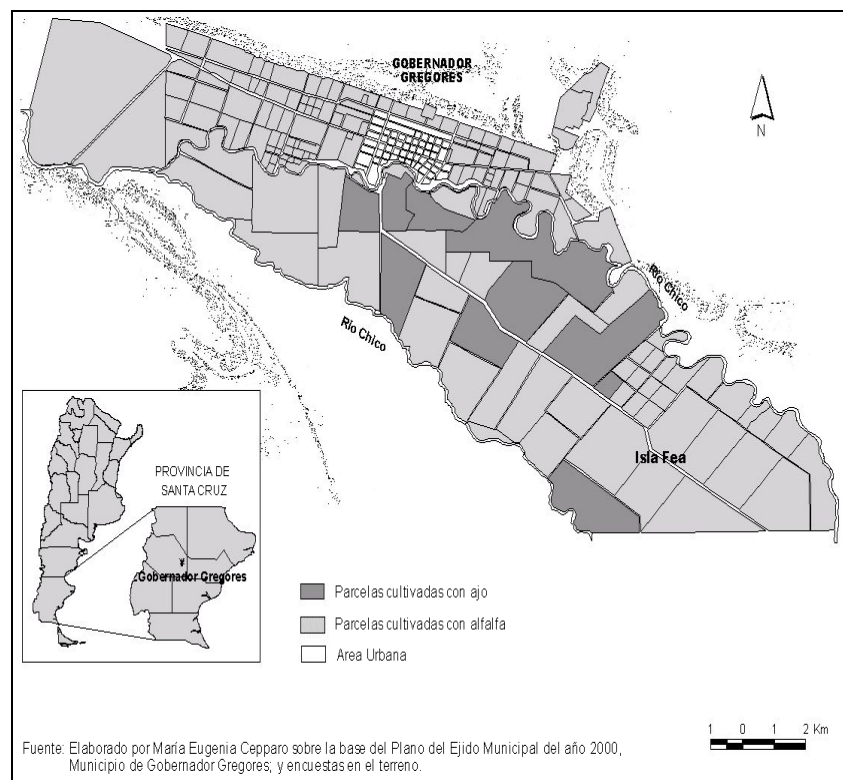 GOBERNADOR
GREGORES
N
Río Chico
Río Chico
Isla Fea
PROVINCIA DE
SANTA CRUZ
Gobernador Gregores
Parcelas cultivadas con ajo
Parcelas cultivadas con alfalfa
Area Urbana
1 0 1 2 Km
Fuente: Elaborado por María Eugenia Cepparo sobre la base del Plano del Ejido Municipal del año 2000,
Municipio de Gobernador Gregores; y encuestas en el terreno.